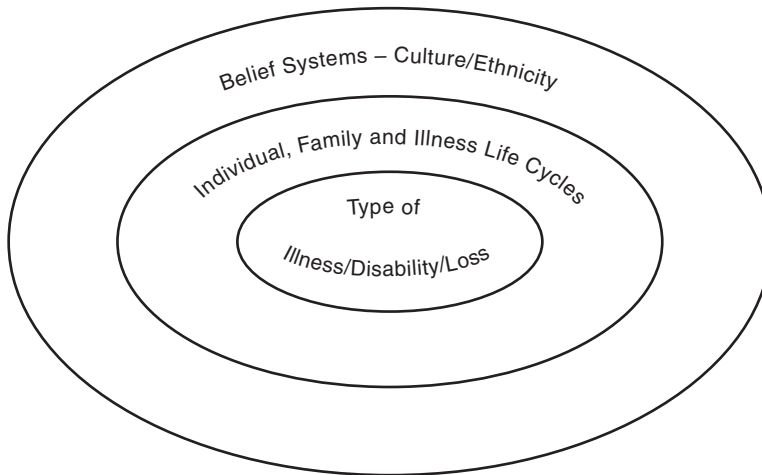 Belief Systems – Culture/Ethnicity
Individual, Family and Illness Life Cycles
Type of
Illness/Disability/Loss